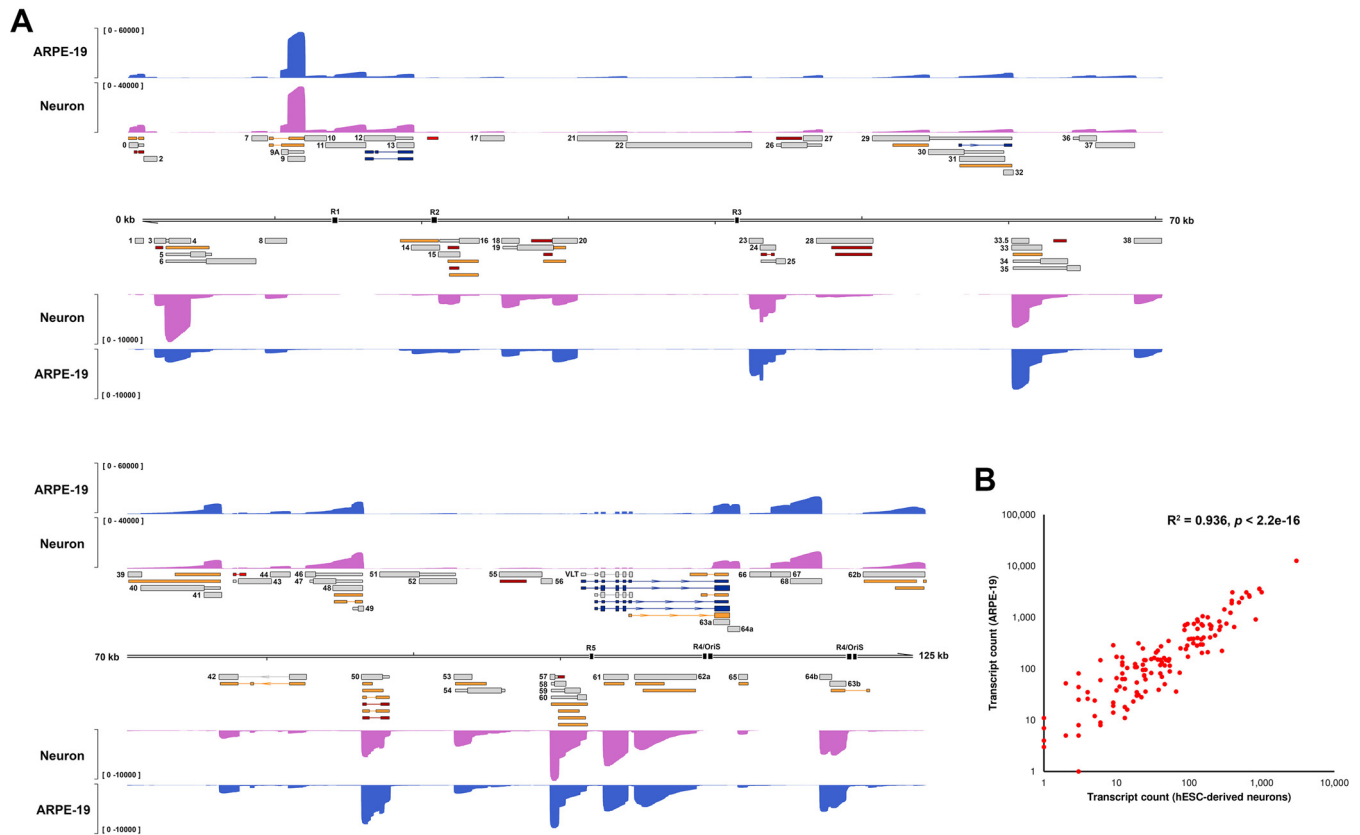 A
ARPE-19
[ 0 - 60000 ]
Neuron
[ 0 - 40000 ]
7 10 12 17 21 27 29 36
0 9A 11 13 22 26 30 37
2 9 31
32
0 kb R1 R2 R3 70 kb
1 3 4 8 16 18 20 23 28 33.5 38
5 14 19 24 33
6 15 25 34
35
Neuron
[ 0 -10000 ]
ARPE-19
[ 0 -10000 ]
ARPE-19
[ 0 - 60000 ]
Neuron
[ 0 - 40000 ]
39 44 46 51 55 VLT 66 67 62b
40 43 47 52 56 68
41 48
49 63a
64a
70 kb R5 R4/OriS R4/OriS 125 kb
42 50 53 57 61 62a 65 64b
54 58 63b
59
60
Neuron
[ 0 -10000 ]
ARPE-19
[ 0 -10000 ]
B
R² = 0.936, p < 2.2e-16
Transcript count (ARPE-19)
100,000
10,000
1,000
100
10
1
1 10 100 1,000 10,000
Transcript count (hESC-derived neurons)